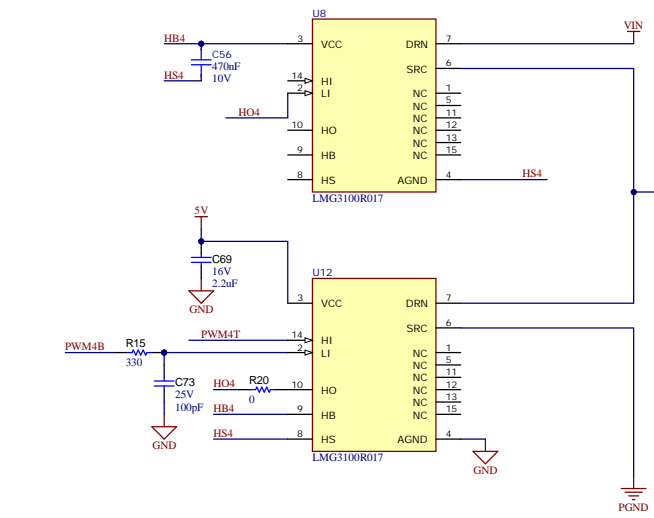 U8
VIN
HB4
3
VCC
DRN
7
C56
470nF
10V
SRC
6
HS4
14
HI
2
LI
NC
1
NC
5
HO4
NC
11
10
HO
NC
12
NC
13
9
HB
NC
15
8
HS
AGND
4
HS4
LMG3100R017
5V
C69
16V
2.2uF
GND
U12
3
VCC
DRN
7
SRC
6
PWM4T
14
HI
PWM4B
R15
330
2
LI
NC
1
NC
5
C73
25V
100pF
HO4
R20
0
10
HO
NC
11
NC
12
NC
13
HB4
9
HB
NC
15
GND
HS4
8
HS
AGND
4
LMG3100R017
GND
PGND